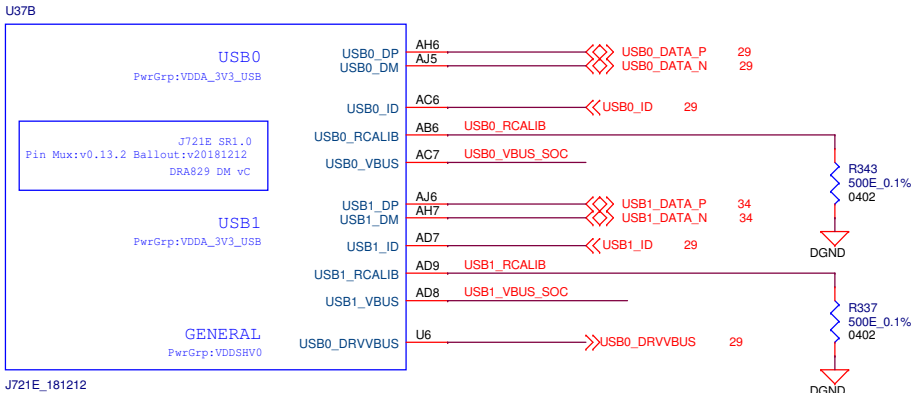 U37B
USB0
PwrGrp:VDDA_3V3_USB
USB0_DP AH6 USB0_DATA_P 29
USB0_DM AJ5 USB0_DATA_N 29
USB0_ID AC6 USB0_ID 29
USB0_RCALIB AB6 USB0_RCALIB
USB0_VBUS AC7 USB0_VBUS_SOC
J721E SR1.0
Pin Mux:v0.13.2 Ballout:v20181212
DRA829 DM vC
R343
500E_0.1%
0402
DGND
USB1
PwrGrp:VDDA_3V3_USB
USB1_DP AJ6 USB1_DATA_P 34
USB1_DM AH7 USB1_DATA_N 34
USB1_ID AD7 USB1_ID 29
USB1_RCALIB AD9 USB1_RCALIB
USB1_VBUS AD8 USB1_VBUS_SOC
R337
500E_0.1%
0402
DGND
GENERAL
PwrGrp:VDDSHV0
USB0_DRVVBUS U6 USB0_DRVVBUS 29
J721E_181212